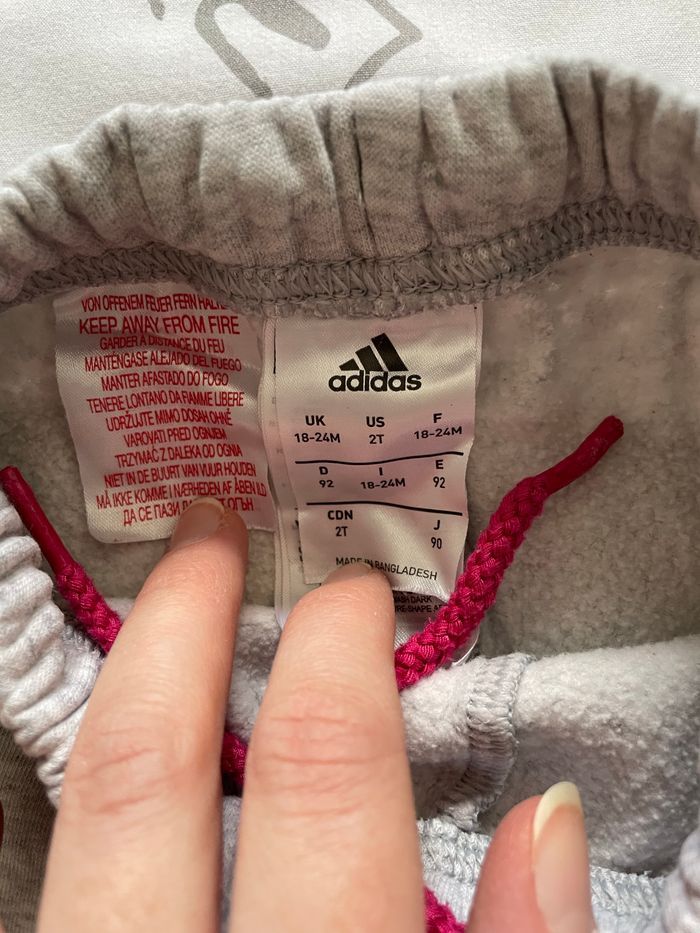 VON OFFENEM FEUER FERN HALTE
KEEP AWAY FROM FIRE
GARDER À DISTANCE DU FEU
MANTÉNGASE ALEJADO DEL FUEGO
MANTER AFASTADO DO FOGO
TENERE LONTANO DA FIAMME LIBERE
UDRŽUJTE MIMO DOSAH OHNĚ
VAROVATI PRED OGNJEM
TRZYMAĆ Z DALEKA OD OGNIA
NIET IN DE BUURT VAN VUUR HOUDEN
MÅ IKKE KOMME I NÆRHEDEN AF ÅBEN ILD
ДА СЕ ПАЗИ ОГЪН
adidas
UK US F
18-24M 2T 18-24M
D I E
92 18-24M 92
CDN J
2T 90
MADE IN BANGLADESH
DARK